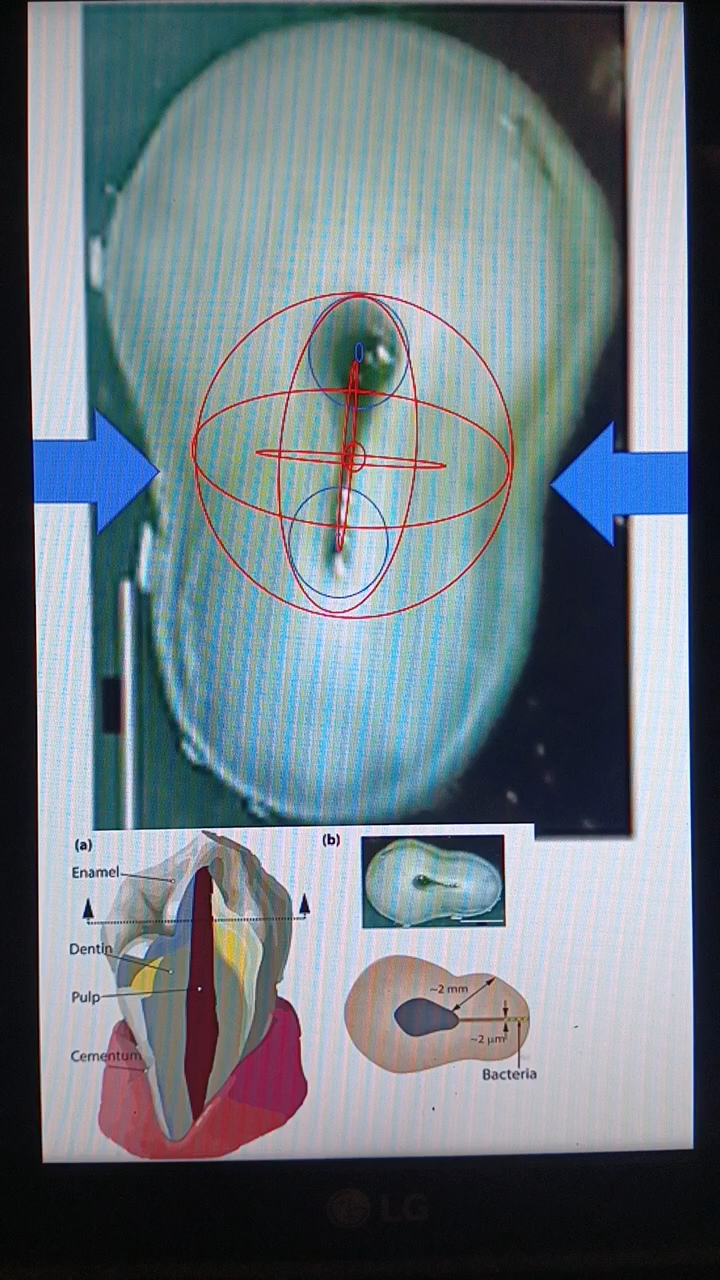 (a)
(b)
Enamel
Dentin
Pulp
Cementum
~2 mm
~2 μm
Bacteria
LG